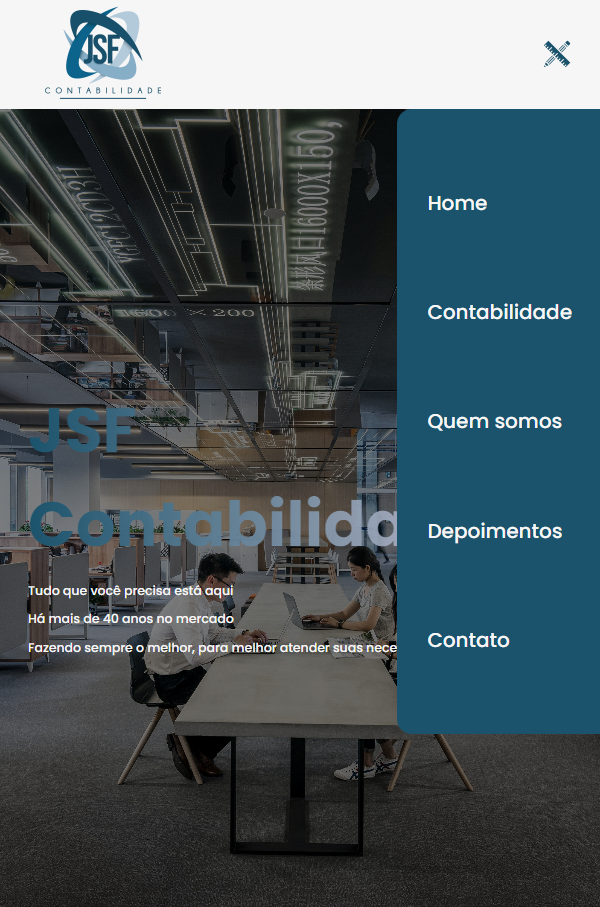 JSF
CONTABILIDADE
Home
Contabilidade
Quem somos
Depoimentos
Contato
1600 X 200
JSF
Contabilida
Tudo que você precisa está aqui
Há mais de 40 anos no mercado
Fazendo sempre o melhor, para melhor atender suas nece